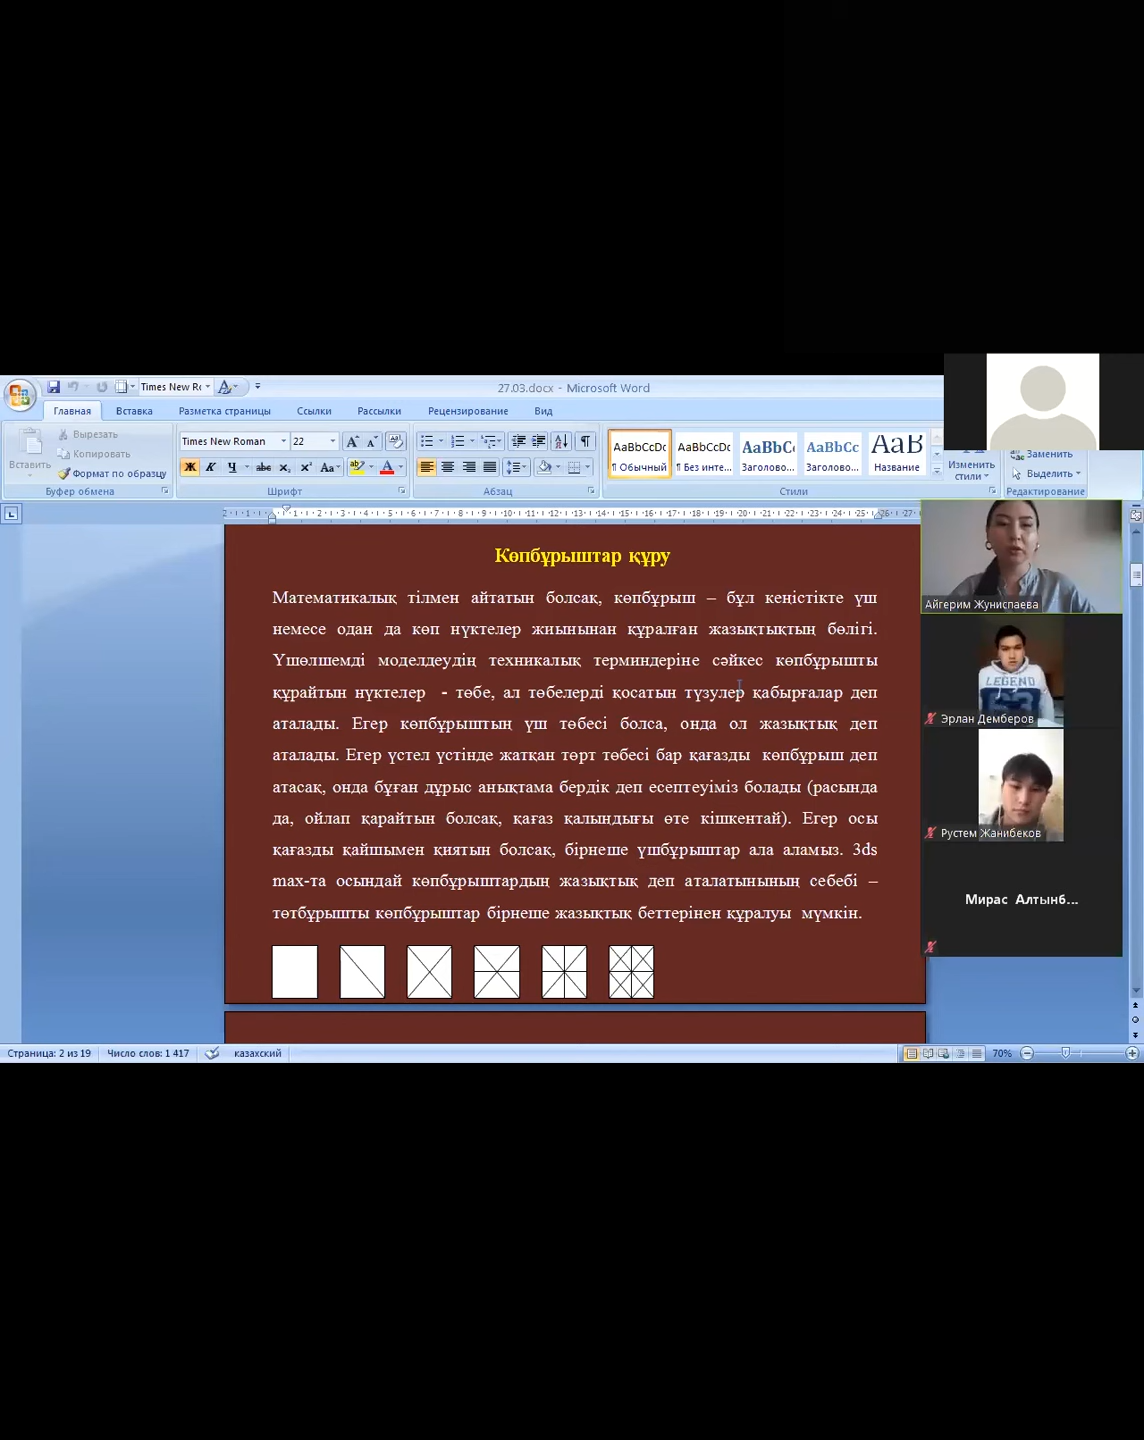 Times New Ro
27.03.docx - Microsoft Word
Главная Вставка Разметка страницы Ссылки Рассылки Рецензирование Вид
Вставить
Вырезать
Копировать
Формат по образцу
Буфер обмена
Times New Roman 22
Шрифт
Абзац
AaBbCcDc AaBbCcDc AaBbCc AaBbCc AaB
¶ Обычный ¶ Без инте... Заголово... Заголово... Название
Стили
Изменить стили
Заменить
Выделить
Редактирование
Көпбұрыштар құру
Математикалық тілмен айтатын болсақ, көпбұрыш – бұл кеңістікте үш
немесе одан да көп нүктелер жиынынан құралған жазықтықтың бөлігі.
Үшөлшемді моделдеудің техникалық терминдеріне сәйкес көпбұрышты
құрайтын нүктелер - төбе, ал төбелерді қосатын түзулер қабырғалар деп
аталады. Егер көпбұрыштың үш төбесі болса, онда ол жазықтық деп
аталады. Егер үстел үстінде жатқан төрт төбесі бар қағазды көпбұрыш деп
атасақ, онда бұған дұрыс анықтама бердік деп есептеуіміз болады (расында
да, ойлап қарайтын болсақ, қағаз қалыңдығы өте кішкентай). Егер осы
қағазды қайшымен қиятын болсақ, бірнеше үшбұрыштар ала аламыз. 3ds
max-та осындай көпбұрыштардың жазықтық деп аталатынының себебі –
төтбұрышты көпбұрыштар бірнеше жазықтық беттерінен құралуы мүмкін.
Айгерим Жуниспаева
LEGEND
Эрлан Демберов
Рустем Жанибеков
Мирас Алтынб...
Страница: 2 из 19 Число слов: 1 417 казахский 70%